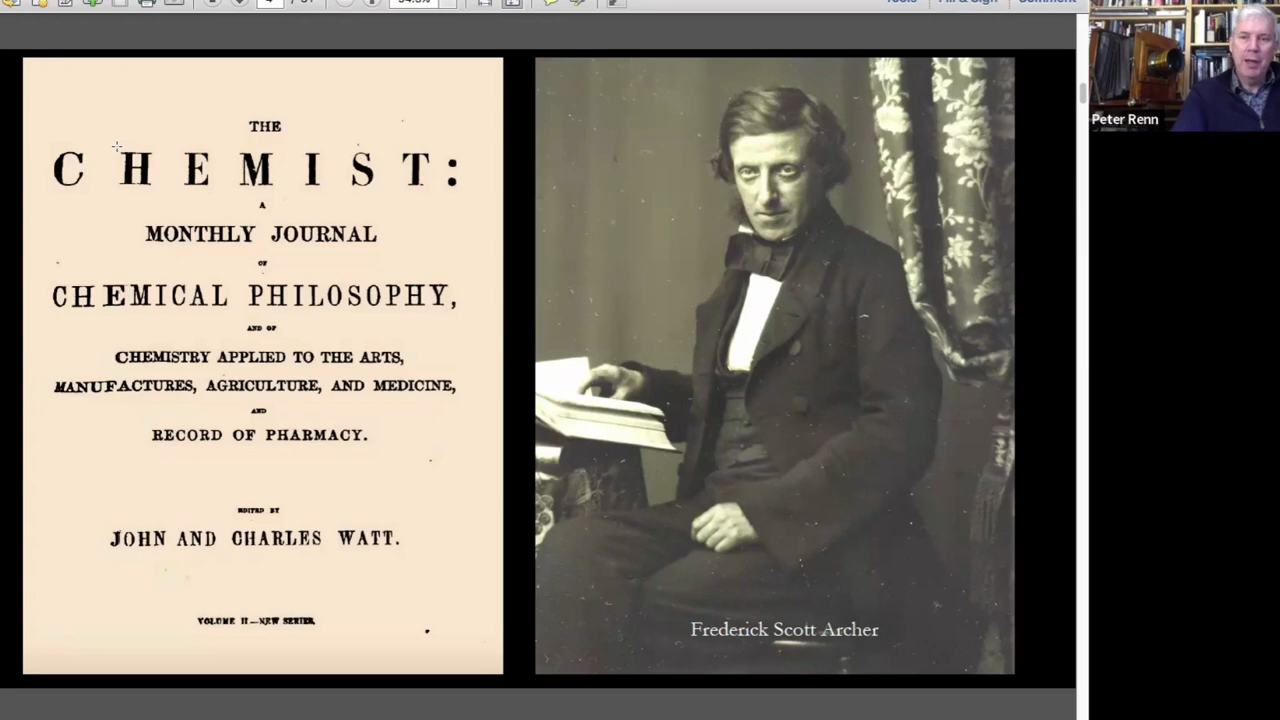 THE
CHEMIST:
A
MONTHLY JOURNAL
OF
CHEMICAL PHILOSOPHY,
AND OF
CHEMISTRY APPLIED TO THE ARTS,
MANUFACTURES, AGRICULTURE, AND MEDICINE,
AND
RECORD OF PHARMACY.
EDITED BY
JOHN AND CHARLES WATT.
VOLUME II.—NEW SERIES.
Frederick Scott Archer
Peter Renn